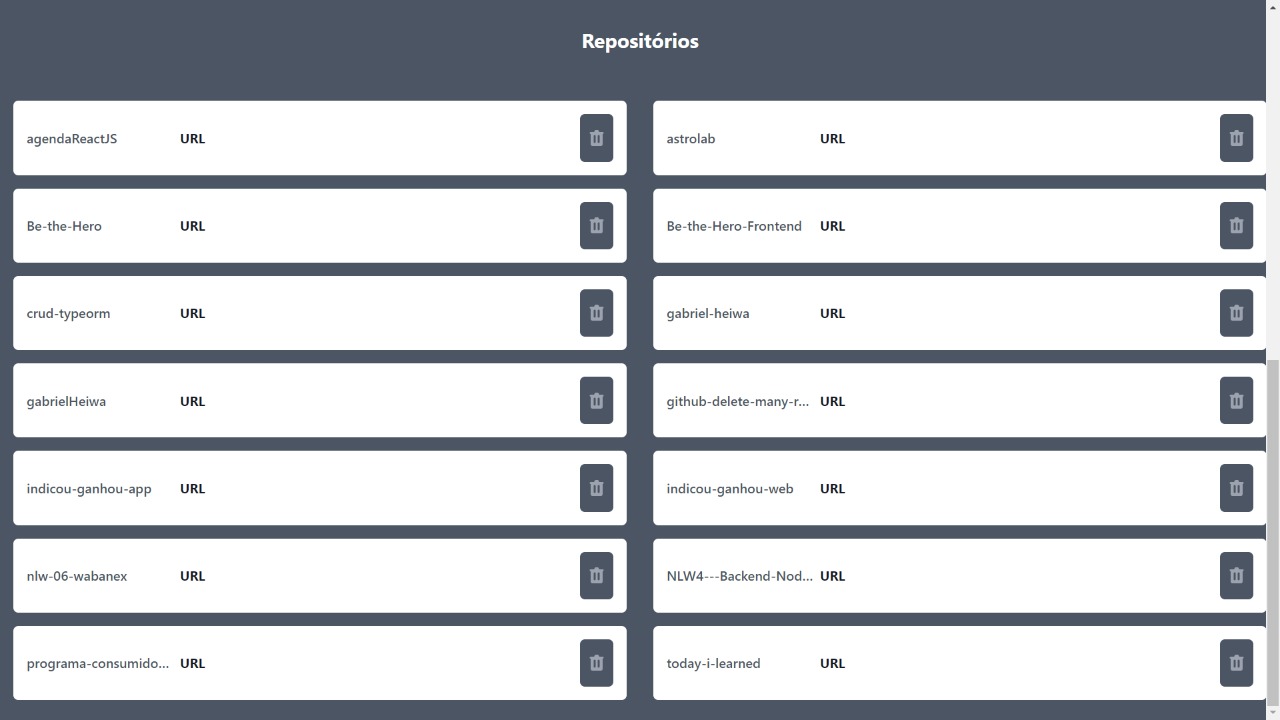 Repositórios
agendaReactJS URL
astrolab URL
Be-the-Hero URL
Be-the-Hero-Frontend URL
crud-typeorm URL
gabriel-heiwa URL
gabrielHeiwa URL
github-delete-many-r... URL
indicou-ganhou-app URL
indicou-ganhou-web URL
nlw-06-wabanex URL
NLW4---Backend-Nod... URL
programa-consumido... URL
today-i-learned URL